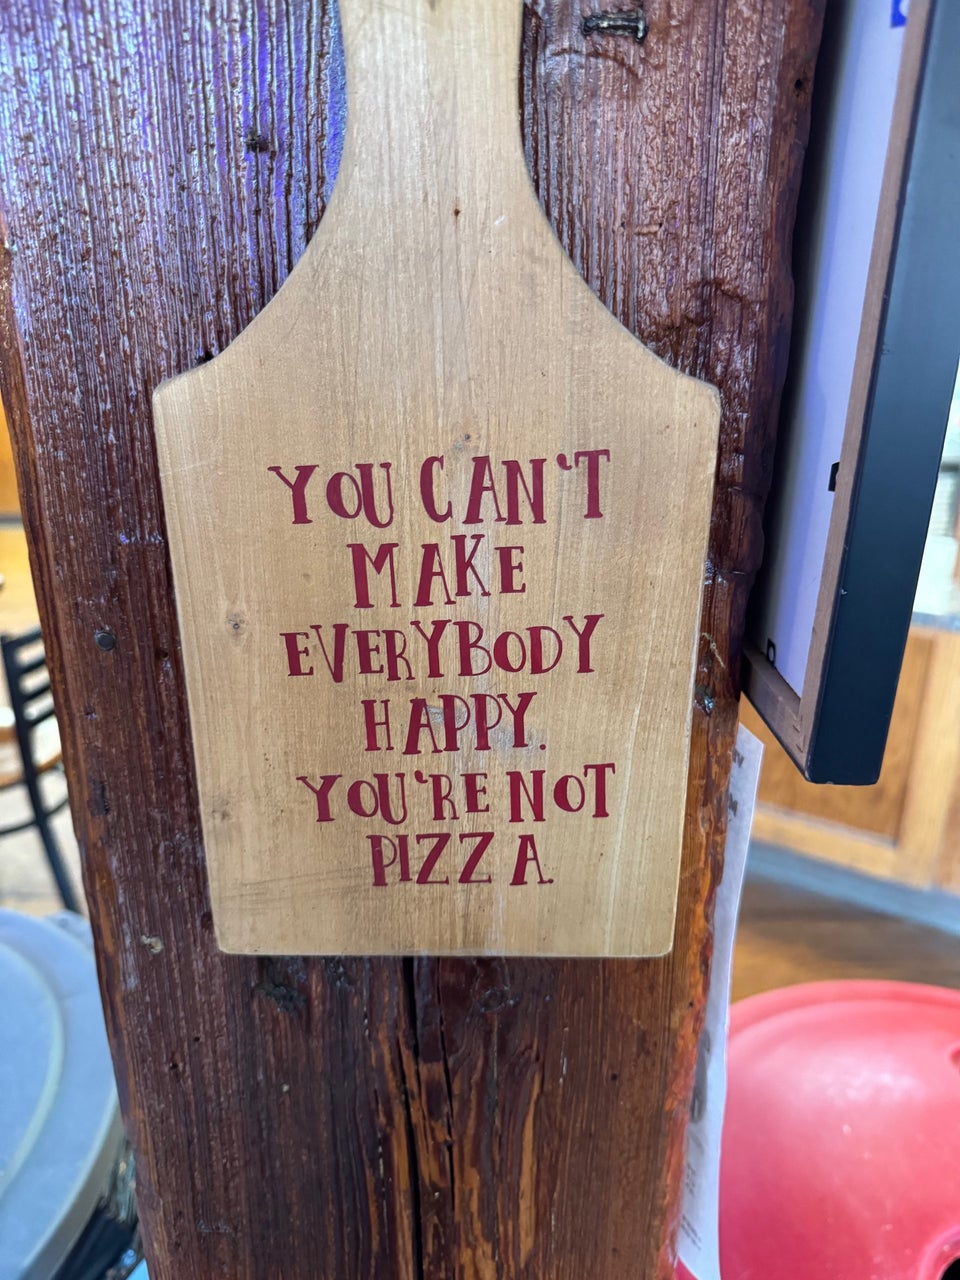 YOU CAN'T
MAKE
EVERYBODY
HAPPY.
YOU'RE NOT
PIZZA.